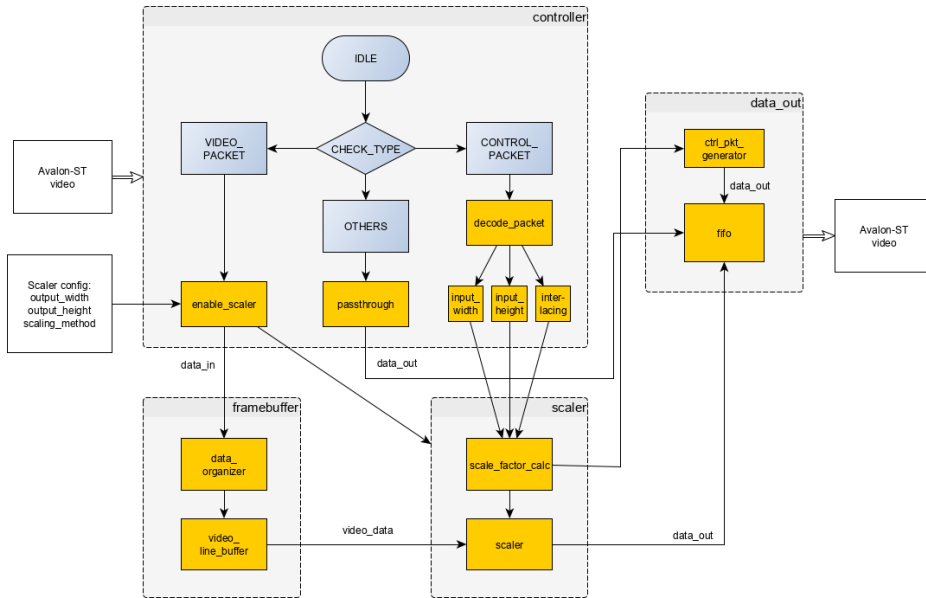 controller
IDLE
data_out
VIDEO_
PACKET
CHECK_TYPE
CONTROL_
PACKET
ctrl_pkt_
generator
Avalon-ST
video
data_out
OTHERS
decode_packet
fifo
Avalon-ST
video
Scaler config:
output_width
output_height
scaling_method
enable_scaler
passthrough
input_
width
input_
height
inter-
lacing
data_in
data_out
framebuffer
scaler
data_
organizer
scale_factor_calc
video_
line_buffer
video_data
scaler
data_out